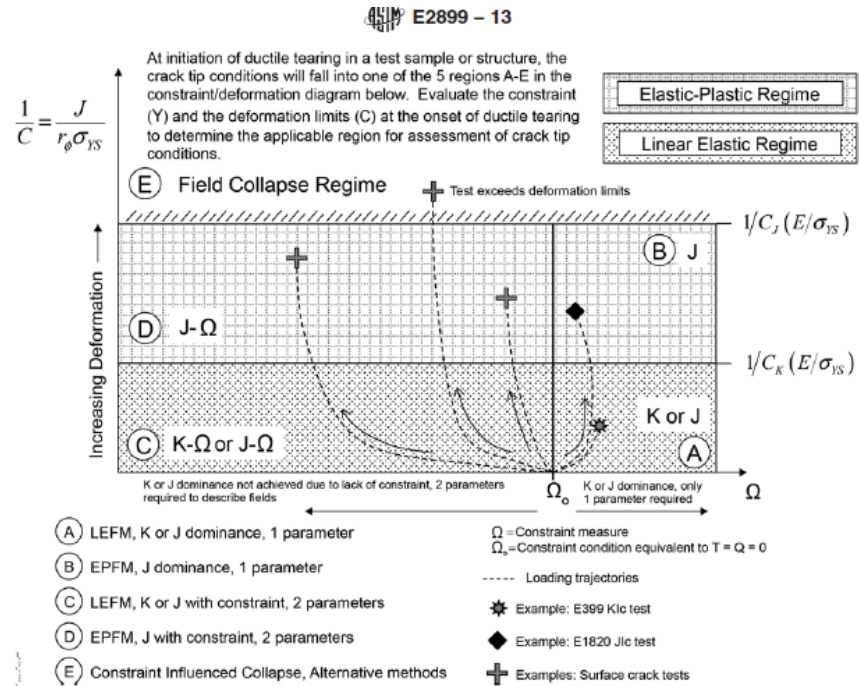 ASTM E2899 – 13
At initiation of ductile tearing in a test sample or structure, the
crack tip conditions will fall into one of the 5 regions A-E in the
constraint/deformation diagram below. Evaluate the constraint
(Y) and the deformation limits (C) at the onset of ductile tearing
to determine the applicable region for assessment of crack tip
conditions.
Elastic-Plastic Regime
Linear Elastic Regime
1/C = J/(r_ø σ_YS)
E Field Collapse Regime
Test exceeds deformation limits
1/C_J (E/σ_YS)
B J
D J-Ω
Increasing Deformation
1/C_K (E/σ_YS)
K or J
C K-Ω or J-Ω
A
K or J dominance not achieved due to lack of constraint, 2 parameters
required to describe fields
Ω_o
K or J dominance, only
1 parameter required
Ω
A LEFM, K or J dominance, 1 parameter
B EPFM, J dominance, 1 parameter
C LEFM, K or J with constraint, 2 parameters
D EPFM, J with constraint, 2 parameters
E Constraint Influenced Collapse, Alternative methods
Ω =Constraint measure
Ω_o=Constraint condition equivalent to T = Q = 0
Loading trajectories
Example: E399 KIc test
Example: E1820 JIc test
Examples: Surface crack tests